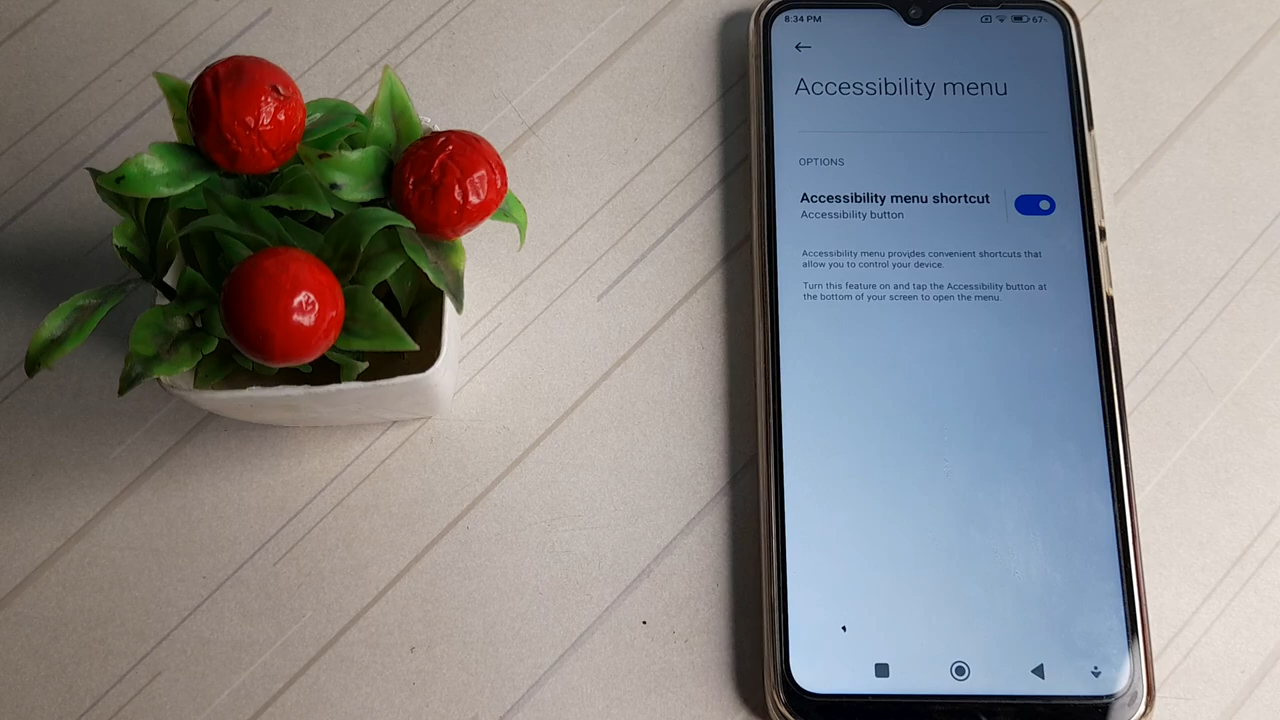 8:34 PM
67
Accessibility menu
OPTIONS
Accessibility menu shortcut
Accessibility button
Accessibility menu provides convenient shortcuts that
allow you to control your device.
Turn this feature on and tap the Accessibility button at
the bottom of your screen to open the menu.